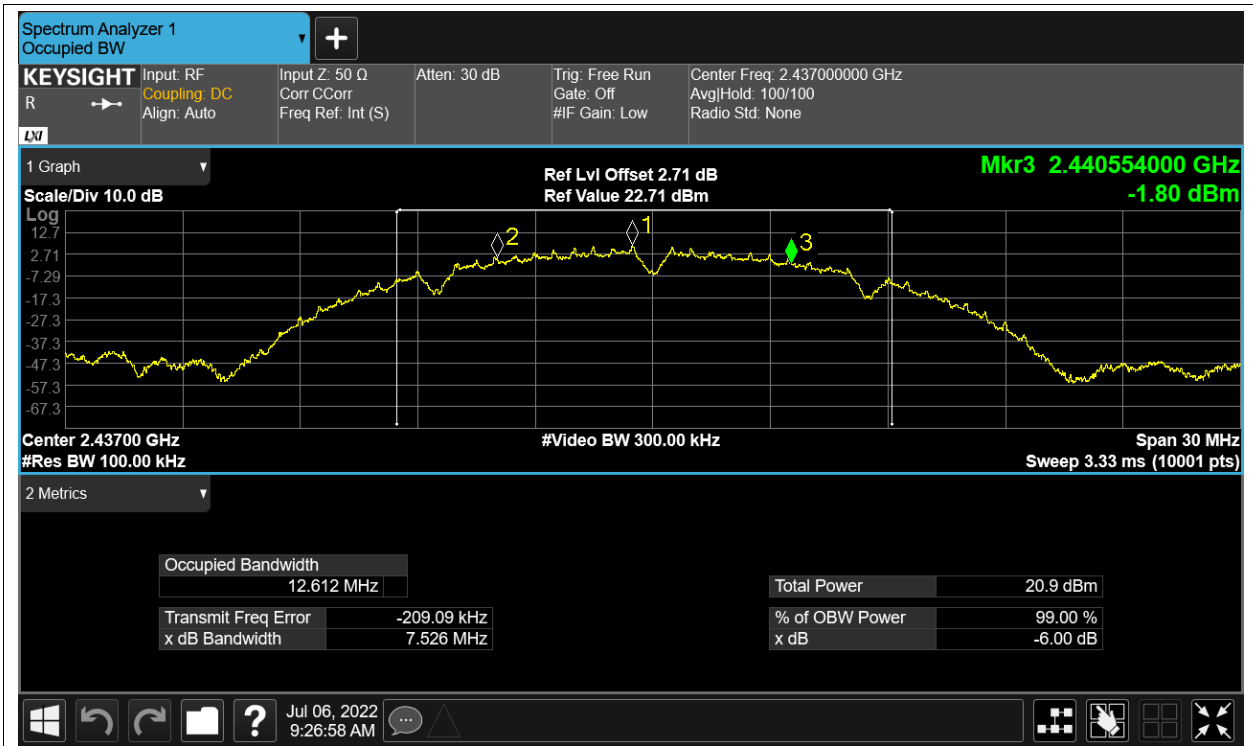 Spectrum Analyzer 1
Occupied BW
+
KEYSIGHT
R
LXI
Input: RF
Coupling: DC
Align: Auto
Input Z: 50 Ω
Corr CCorr
Freq Ref: Int (S)
Atten: 30 dB
Trig: Free Run
Gate: Off
#IF Gain: Low
Center Freq: 2.437000000 GHz
Avg|Hold: 100/100
Radio Std: None
1 Graph
Scale/Div 10.0 dB
Ref Lvl Offset 2.71 dB
Ref Value 22.71 dBm
Mkr3 2.440554000 GHz
-1.80 dBm
Log
12.7
2.71
-7.29
-17.3
-27.3
-37.3
-47.3
-57.3
-67.3
2
1
3
Center 2.43700 GHz
#Res BW 100.00 kHz
#Video BW 300.00 kHz
Span 30 MHz
Sweep 3.33 ms (10001 pts)
2 Metrics
Occupied Bandwidth
12.612 MHz
Transmit Freq Error -209.09 kHz
x dB Bandwidth 7.526 MHz
Total Power 20.9 dBm
% of OBW Power 99.00 %
x dB -6.00 dB
?
Jul 06, 2022
9:26:58 AM